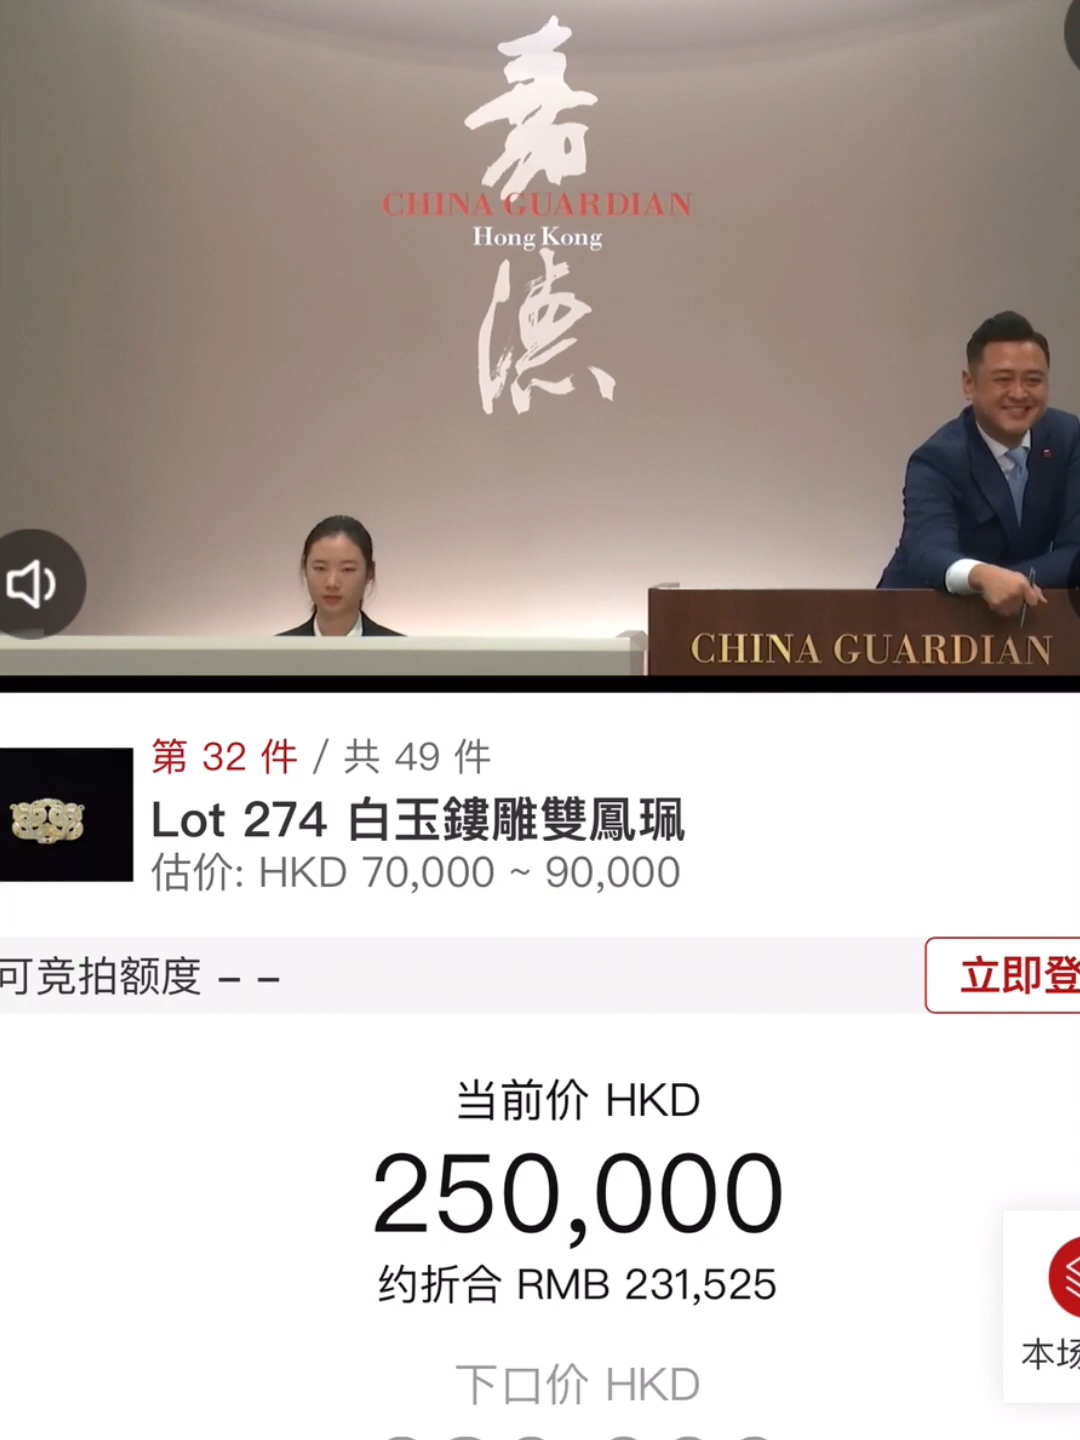 嘉
CHINA GUARDIAN
Hong Kong
德
CHINA GUARDIAN
第 32 件 / 共 49 件
Lot 274 白玉鏤雕雙鳳珮
估价: HKD 70,000 ~ 90,000
可竞拍额度 – –
立即登
当前价 HKD
250,000
约折合 RMB 231,525
下口价 HKD
本场